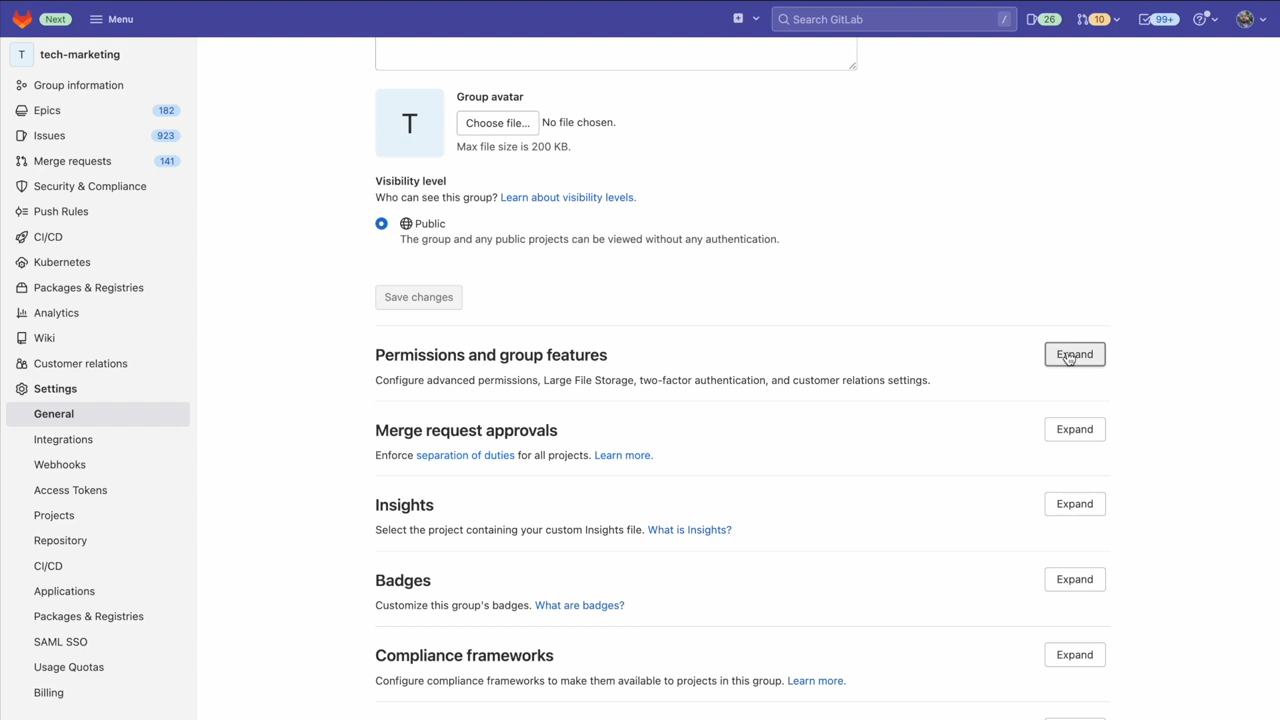 Next
Menu
Search GitLab
/
26
10
99+
T
tech-marketing
Group information
Epics
182
Issues
923
Merge requests
141
Security & Compliance
Push Rules
CI/CD
Kubernetes
Packages & Registries
Analytics
Wiki
Customer relations
Settings
General
Integrations
Webhooks
Access Tokens
Projects
Repository
CI/CD
Applications
Packages & Registries
SAML SSO
Usage Quotas
Billing
T
Group avatar
Choose file... No file chosen.
Max file size is 200 KB.
Visibility level
Who can see this group? Learn about visibility levels.
Public
The group and any public projects can be viewed without any authentication.
Save changes
Permissions and group features
Expand
Configure advanced permissions, Large File Storage, two-factor authentication, and customer relations settings.
Merge request approvals
Expand
Enforce separation of duties for all projects. Learn more.
Insights
Expand
Select the project containing your custom Insights file. What is Insights?
Badges
Expand
Customize this group's badges. What are badges?
Compliance frameworks
Expand
Configure compliance frameworks to make them available to projects in this group. Learn more.